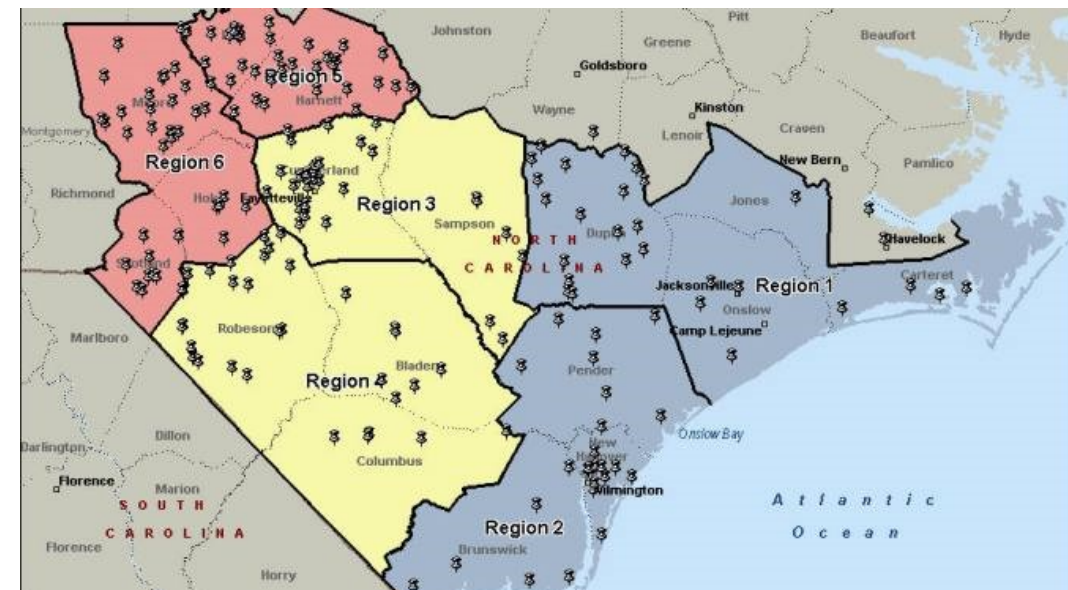 Pitt
Johnston
Greene
Beaufort
Hyde
Goldsboro
Region 5
Harnett
Wayne
Kinston
Montgomery
Lenoir
Craven
Region 6
New Bern
Pamlico
Richmond
Fayetteville
Region 3
Jones
Sampson
NORTH
CAROLINA
Havelock
Scotland
Carteret
Jacksonville
Region 1
Onslow
Camp Lejeune
Robeson
Marlboro
Bladen
Pender
Region 4
Onslow Bay
Dillon
New
Hanover
Darlington
Columbus
Florence
Marion
Wilmington
SOUTH
CAROLINA
Atlantic
Ocean
Region 2
Florence
Brunswick
Horry